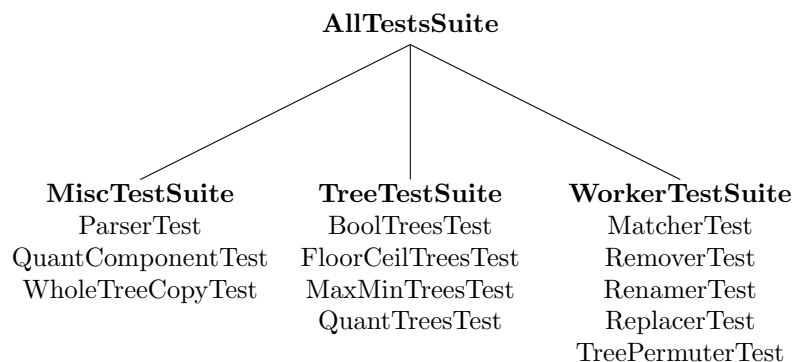 AllTestsSuite
MiscTestSuite
ParserTest
QuantComponentTest
WholeTreeCopyTest
TreeTestSuite
BoolTreesTest
FloorCeilTreesTest
MaxMinTreesTest
QuantTreesTest
WorkerTestSuite
MatcherTest
RemoverTest
RenamerTest
ReplacerTest
TreePermuterTest